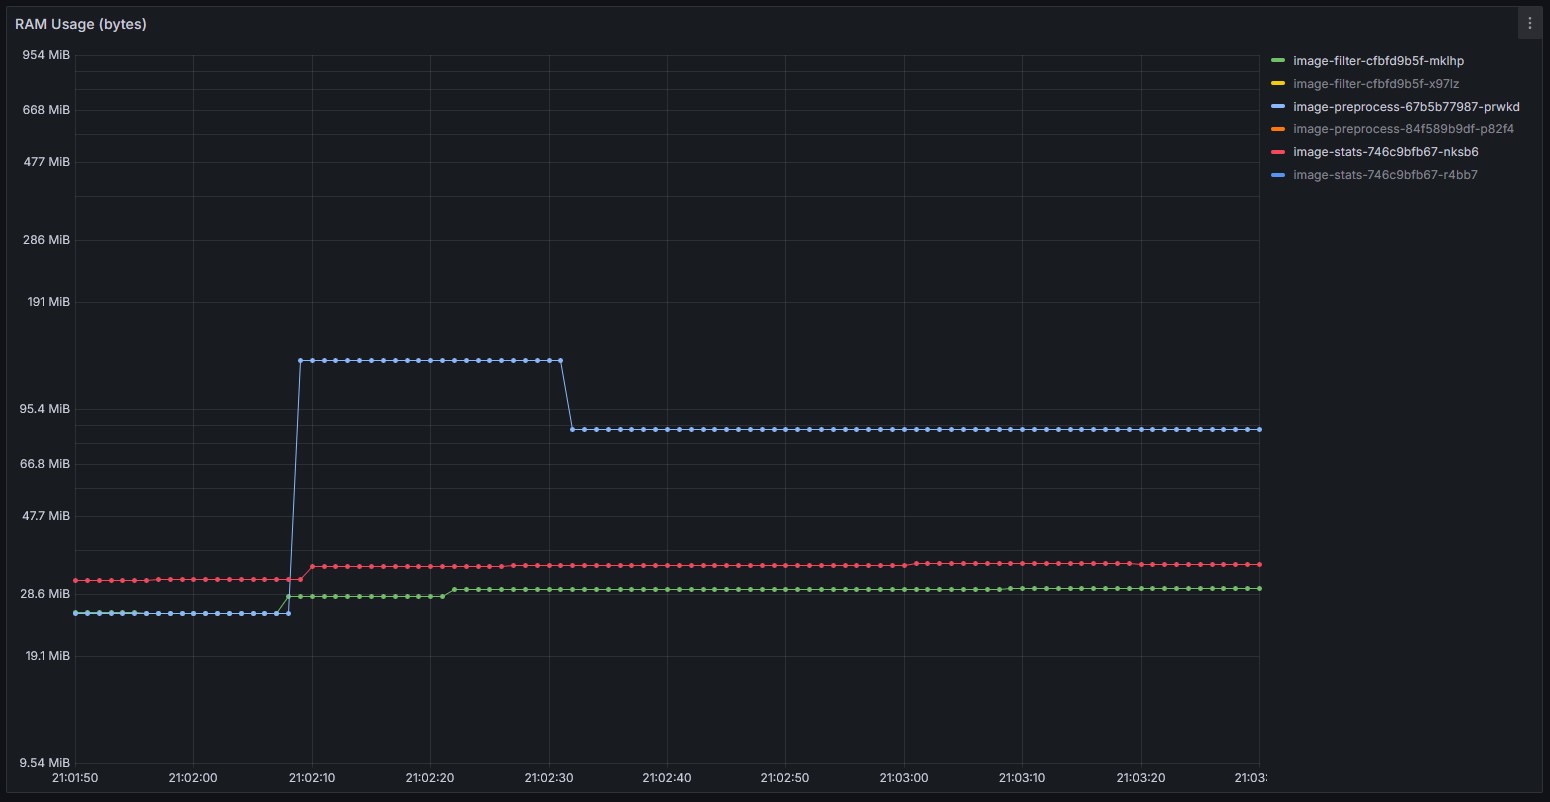 RAM Usage (bytes)
954 MiB
668 MiB
477 MiB
286 MiB
191 MiB
95.4 MiB
66.8 MiB
47.7 MiB
28.6 MiB
19.1 MiB
9.54 MiB
21:01:50 21:02:00 21:02:10 21:02:20 21:02:30 21:02:40 21:02:50 21:03:00 21:03:10 21:03:20 21:03:
image-filter-cfbfd9b5f-mklhp
image-filter-cfbfd9b5f-x97lz
image-preprocess-67b5b77987-prwkd
image-preprocess-84f589b9df-p82f4
image-stats-746c9bfb67-nksb6
image-stats-746c9bfb67-r4bb7